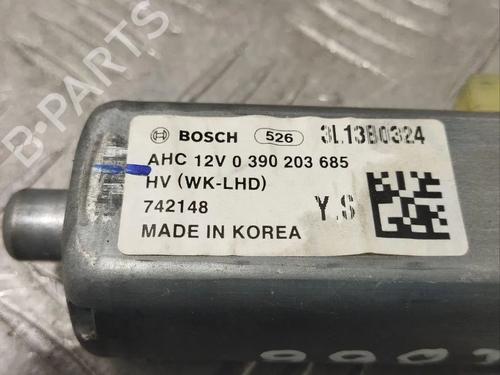 B-PARTS
BOSCH 526 3L13B0324
AHC 12V 0 390 203 685
HV (WK-LHD)
742148 Y.S
MADE IN KOREA